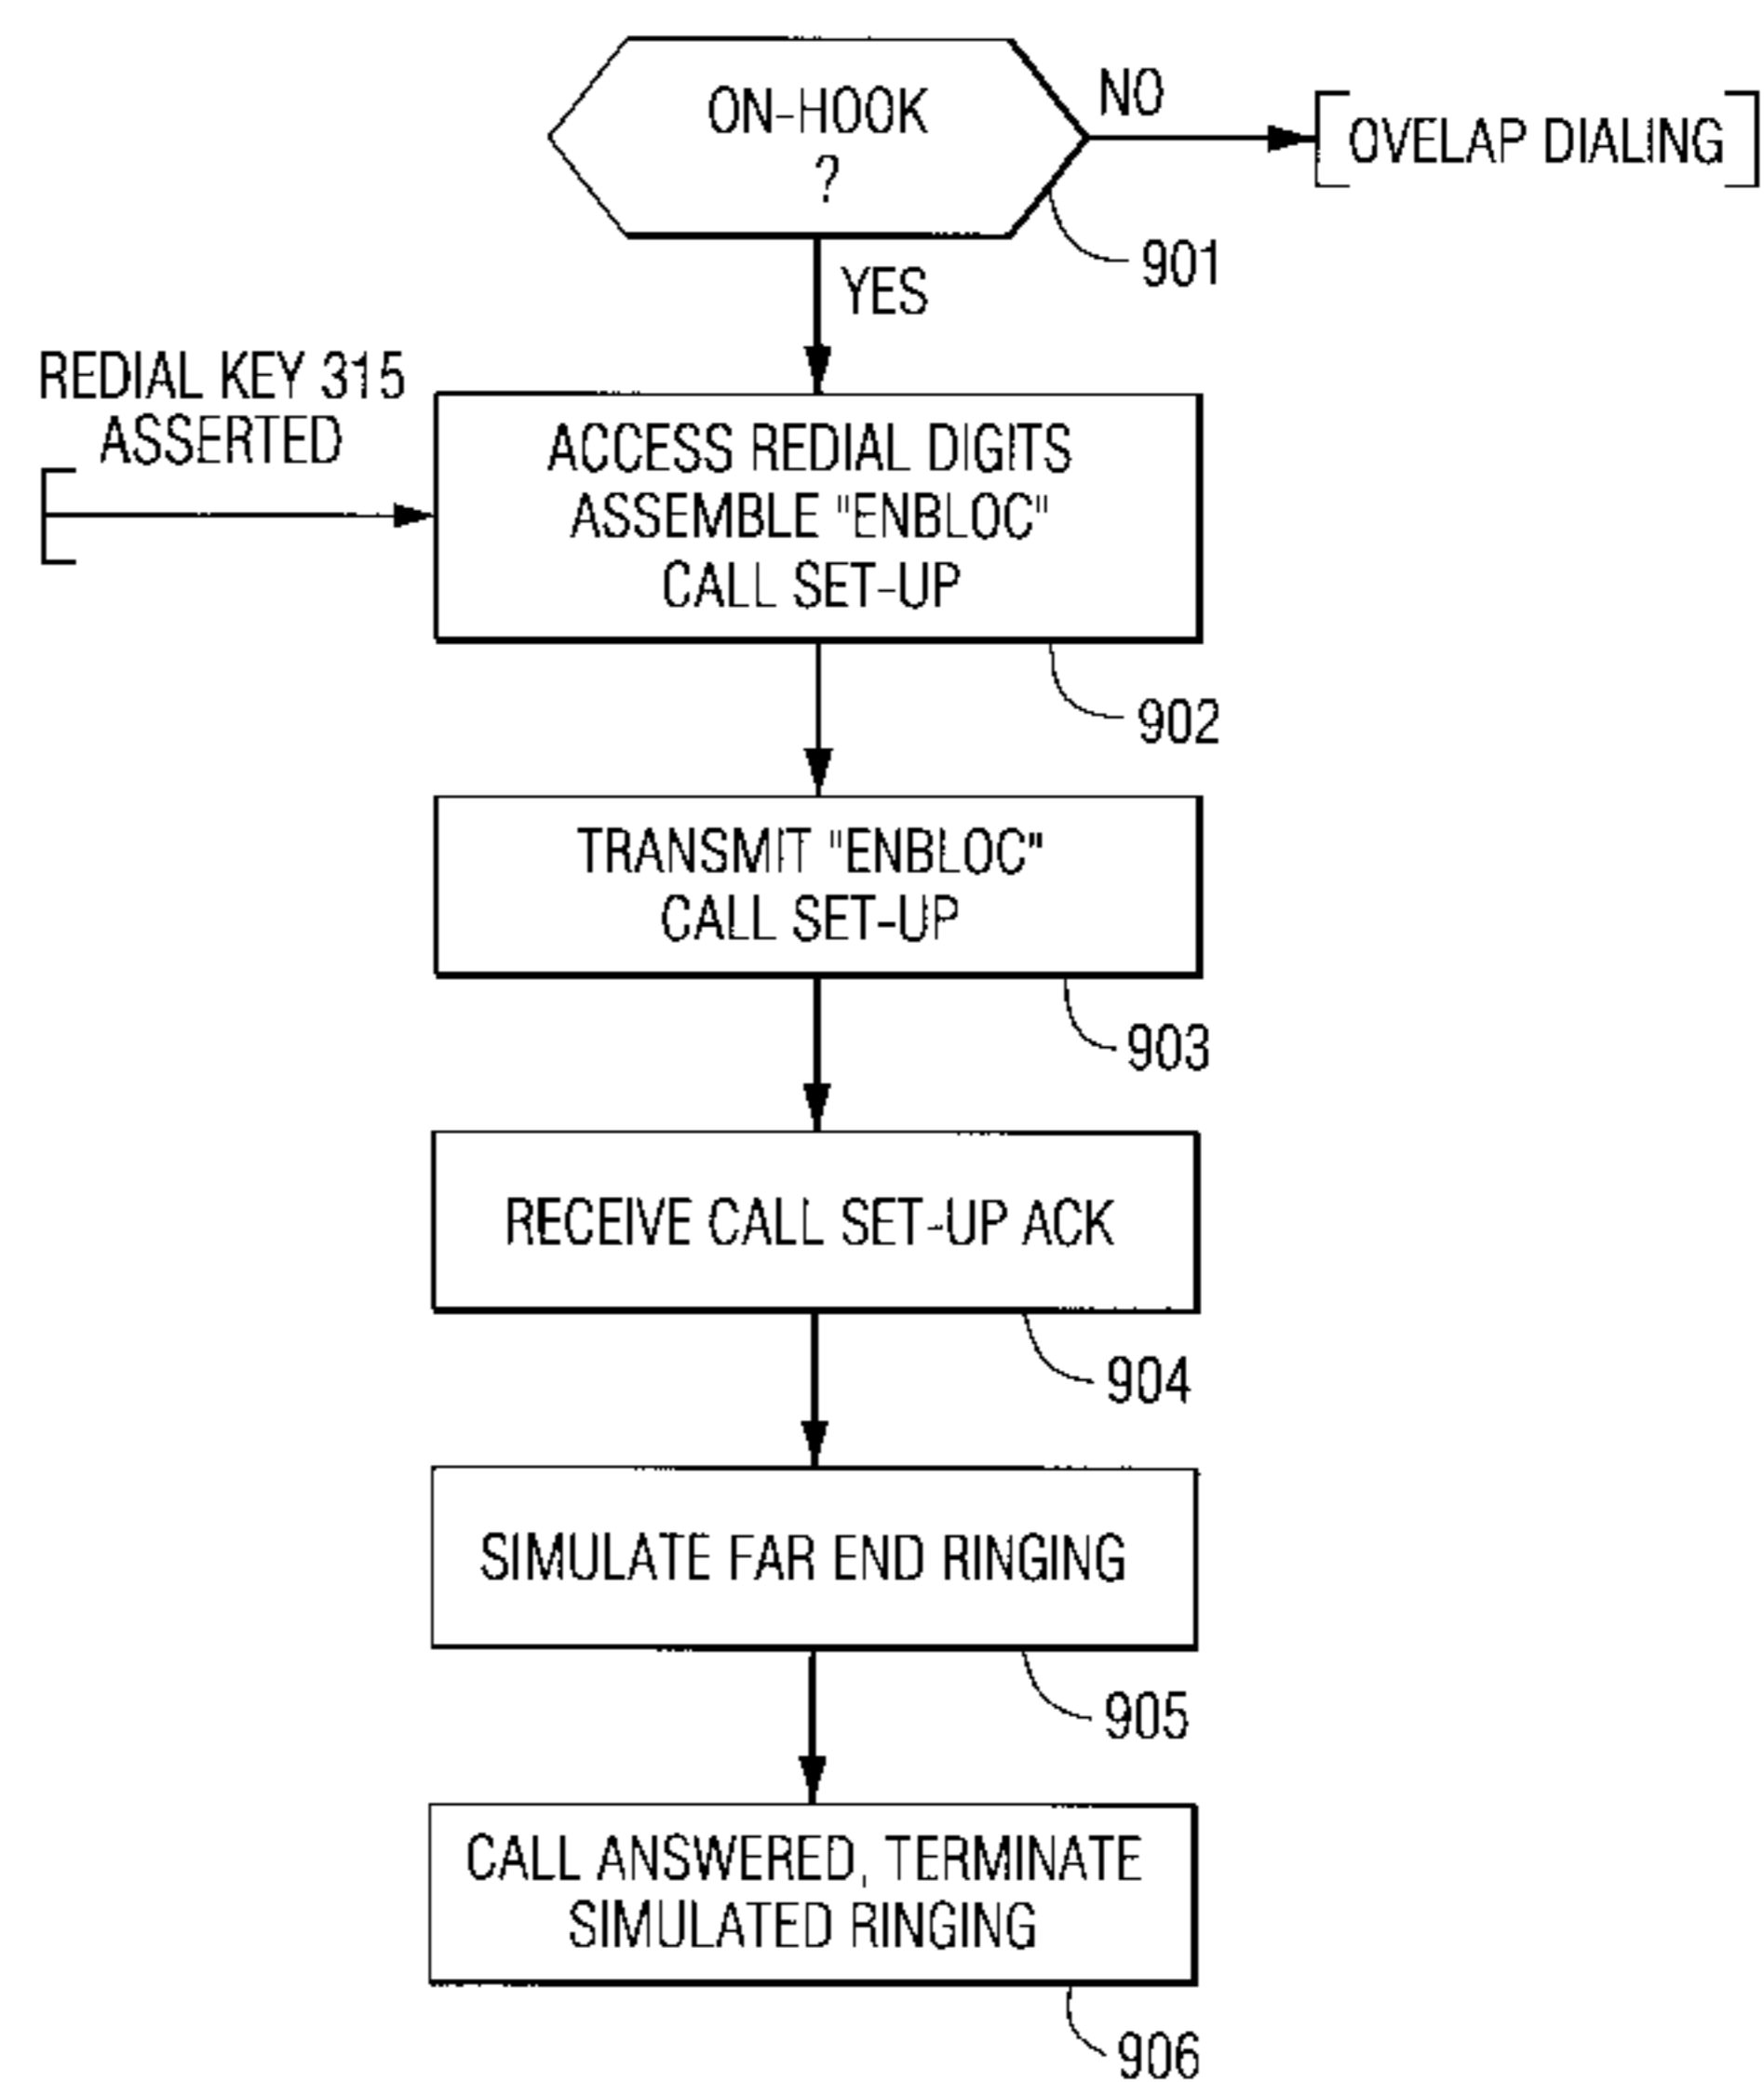 ON-HOOK
?
NO
OVELAP DIALING
901
YES
REDIAL KEY 315
ASSERTED
ACCESS REDIAL DIGITS
ASSEMBLE "ENBLOC"
CALL SET-UP
902
TRANSMIT "ENBLOC"
CALL SET-UP
903
RECEIVE CALL SET-UP ACK
904
SIMULATE FAR END RINGING
905
CALL ANSWERED, TERMINATE
SIMULATED RINGING
906